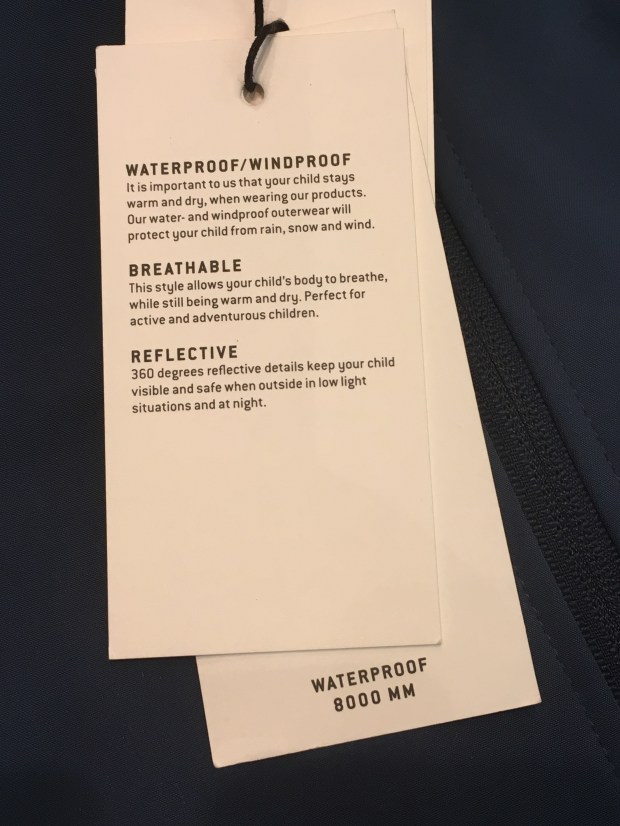 WATERPROOF/WINDPROOF
It is important to us that your child stays
warm and dry, when wearing our products.
Our water- and windproof outerwear will
protect your child from rain, snow and wind.
BREATHABLE
This style allows your child's body to breathe,
while still being warm and dry. Perfect for
active and adventurous children.
REFLECTIVE
360 degrees reflective details keep your child
visible and safe when outside in low light
situations and at night.
WATERPROOF
8000 MM